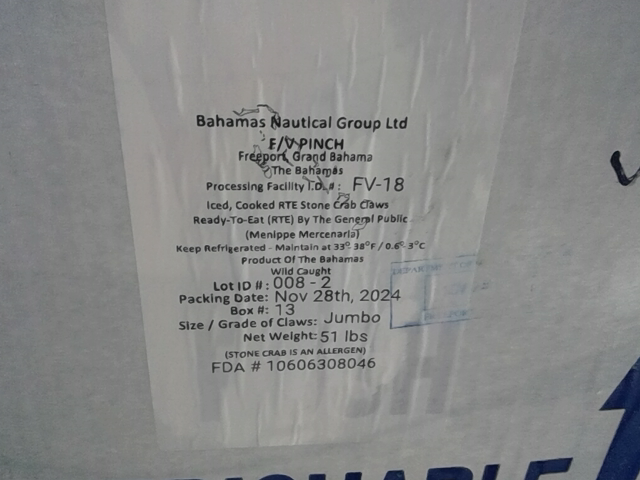 Bahamas Nautical Group Ltd
F/V PINCH
Freeport, Grand Bahama
The Bahamas
Processing Facility I.D. #: FV-18
Iced, Cooked RTE Stone Crab Claws
Ready-To-Eat (RTE) By The General Public
(Menippe Mercenaria)
Keep Refrigerated - Maintain at 33°- 38°F / 0.6°- 3°C
Product Of The Bahamas
Wild Caught
Lot ID #: 008 - 2
Packing Date: Nov 28th, 2024
Box #: 13
Size / Grade of Claws: Jumbo
Net Weight: 51 lbs
(STONE CRAB IS AN ALLERGEN)
FDA # 10606308046